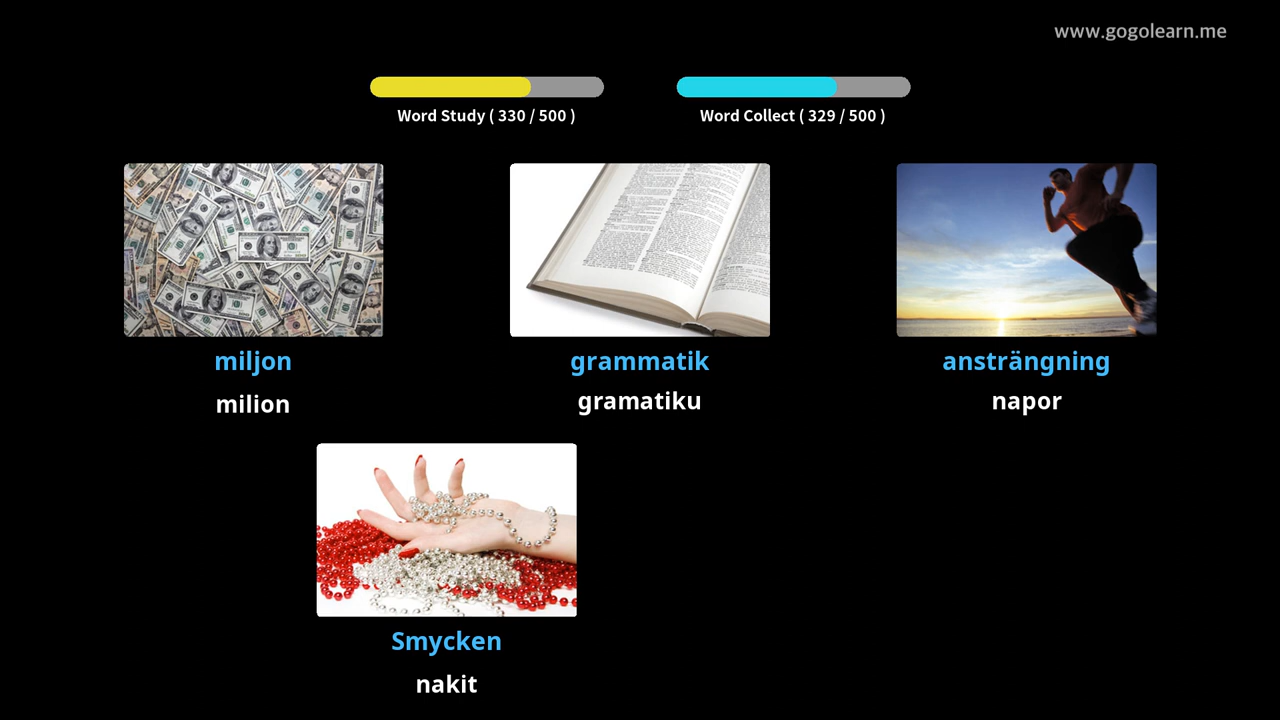 www.gogolearn.me
Word Study ( 330 / 500 )
Word Collect ( 329 / 500 )
miljon
milion
grammatik
gramatiku
ansträngning
napor
Smycken
nakit